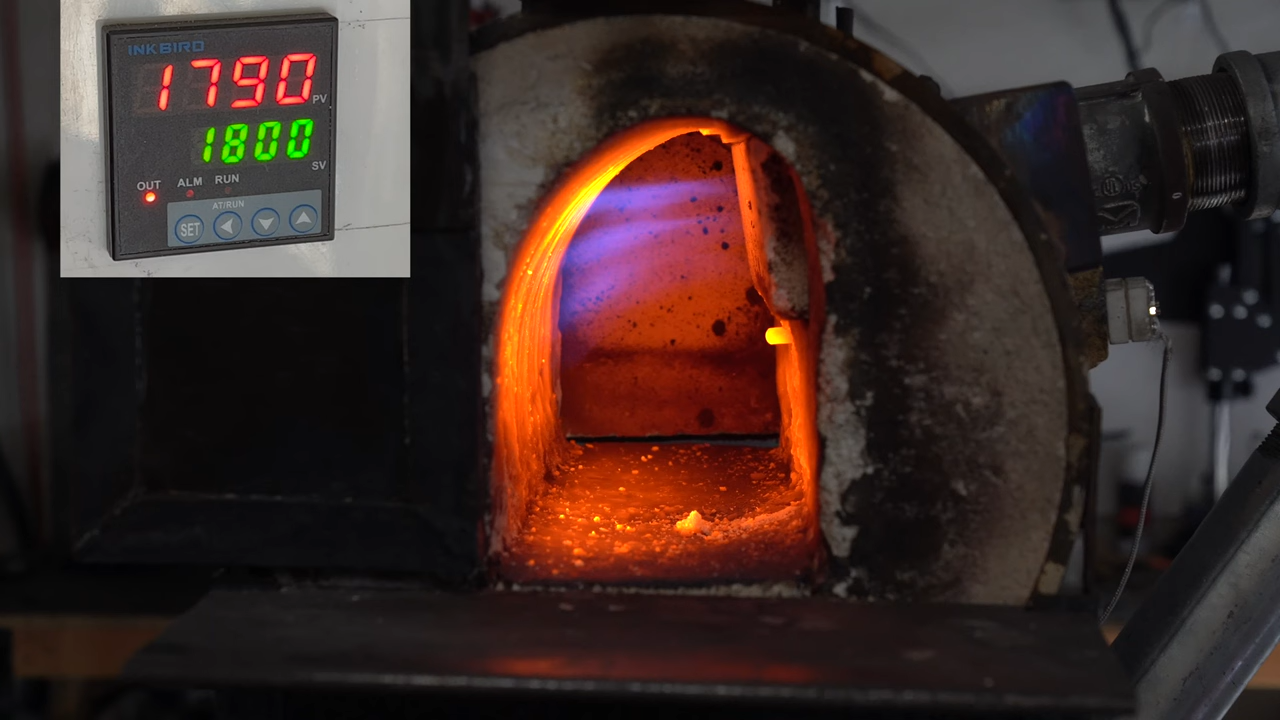 INKBIRD
1790
PV
1800
SV
OUT ALM RUN
AT/RUN
SET